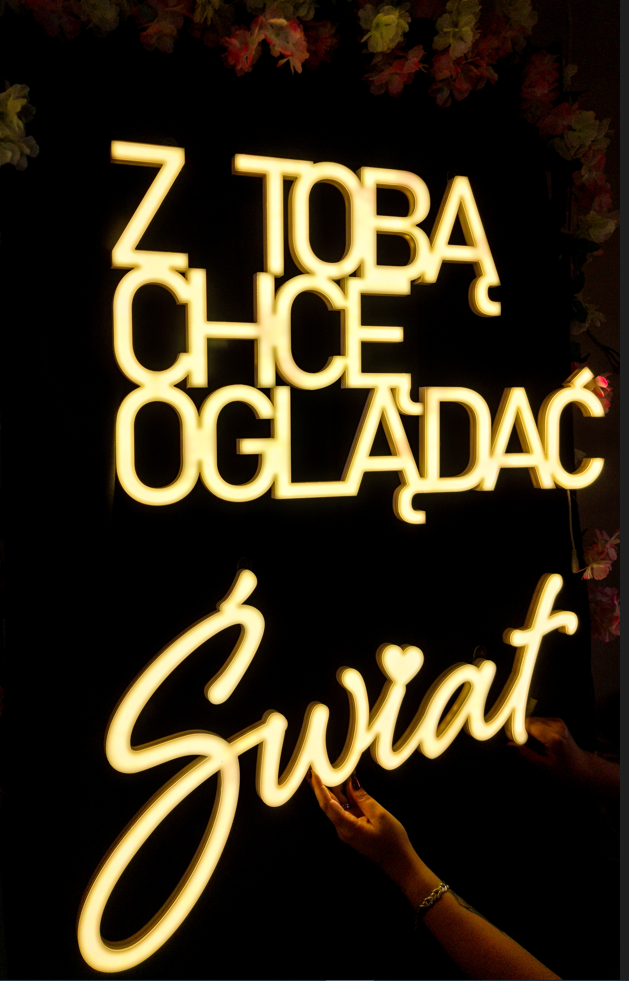 Z TOBĄ
CHCĘ
OGLĄDAĆ
Świat